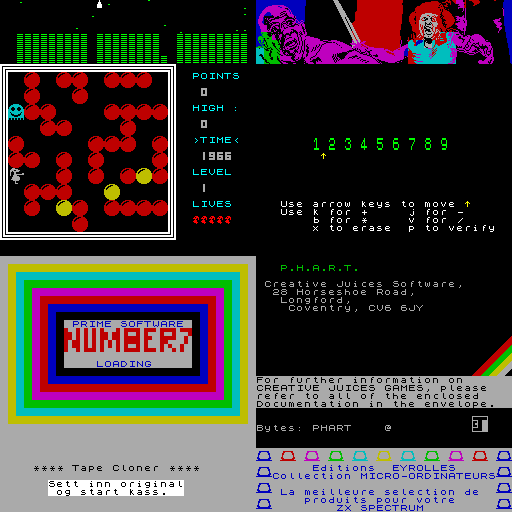 POINTS
0
HIGH :
0
>TIME<
1966
LEVEL
1
LIVES
1 2 3 4 5 6 7 8 9
↑
Use arrow keys to move ↑
Use k for + j for -
b for * v for /
x to erase p to verify
PRIME SOFTWARE
NUMBER7
LOADING
P.H.A.R.T.
Creative Juices Software,
28 Horseshoe Road,
Longford,
Coventry, CV6 6JY
For further information on
CREATIVE JUICES GAMES, please
refer to all of the enclosed
Documentation in the envelope.
Bytes: PHART @
3
**** Tape Cloner ****
Sett inn original
og start kass.
Editions EYROLLES
Collection MICRO-ORDINATEURS
La meilleure selection de
produits pour votre
ZX SPECTRUM